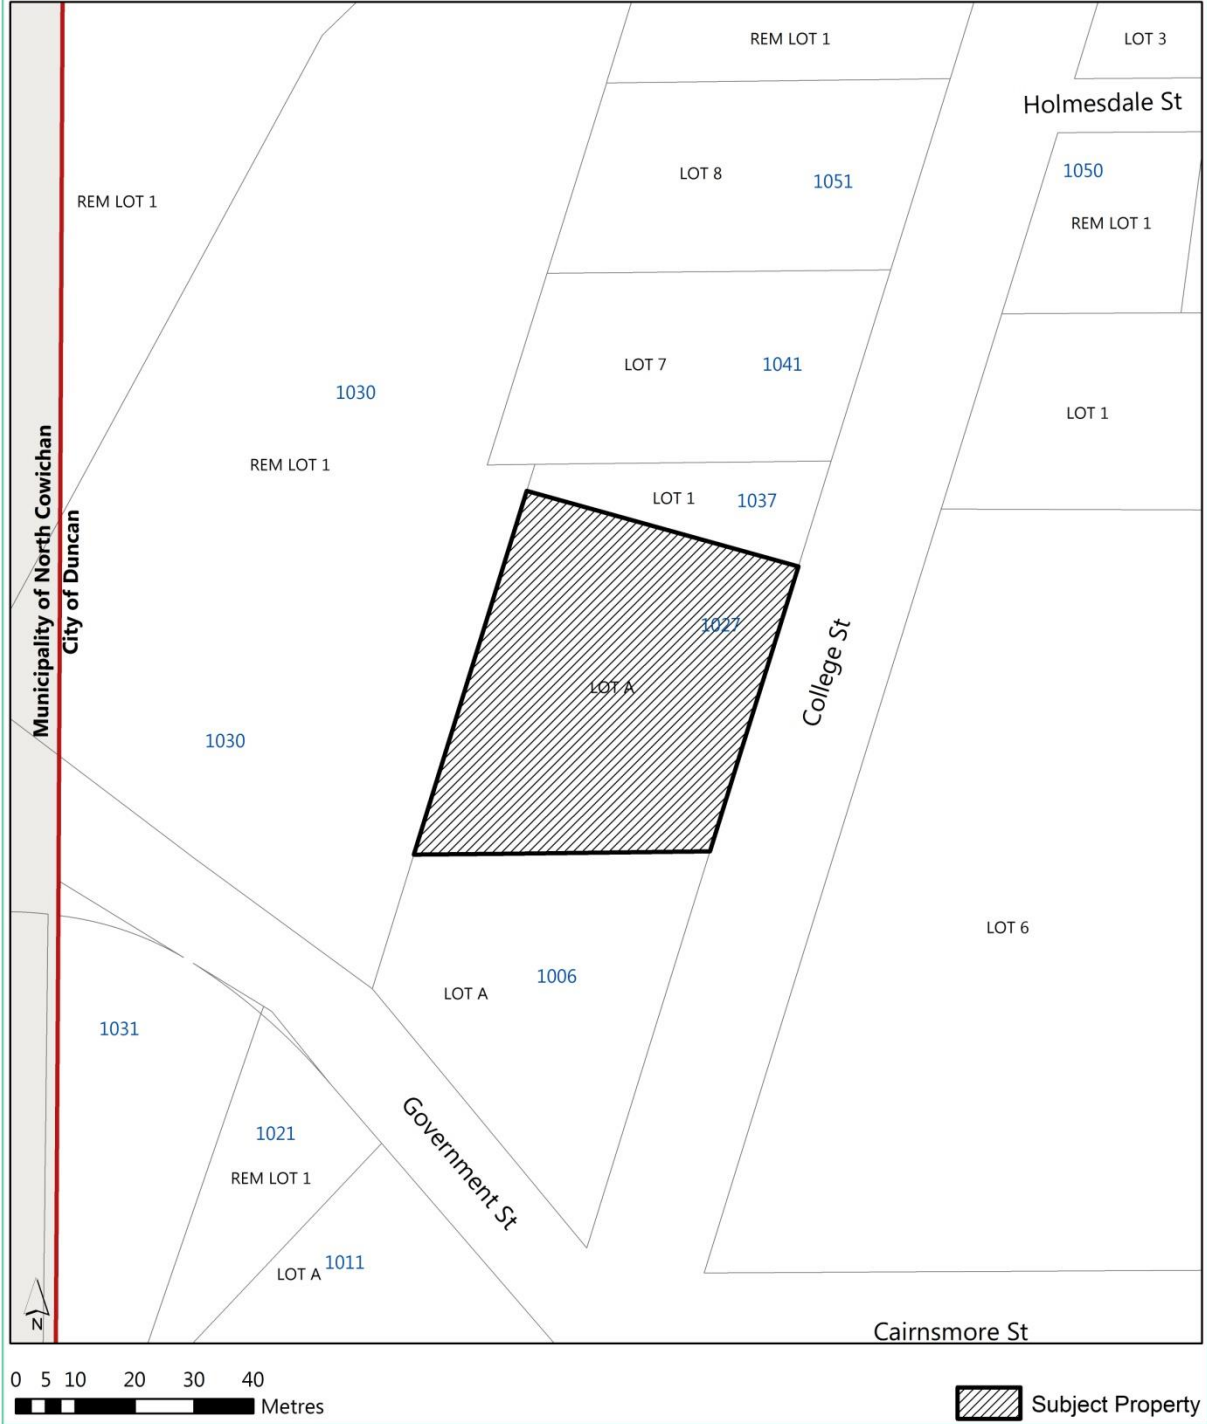 REM LOT 1
LOT 3
Holmesdale St
LOT 8
1051
1050
REM LOT 1
REM LOT 1
LOT 7
1041
1030
LOT 1
REM LOT 1
LOT 1
1037
Municipality of North Cowichan
City of Duncan
1027
LOT A
College St
1030
LOT 6
LOT A
1006
1031
1021
REM LOT 1
Government St
LOT A
1011
N
Cairnsmore St
0 5 10 20 30 40
Metres
Subject Property